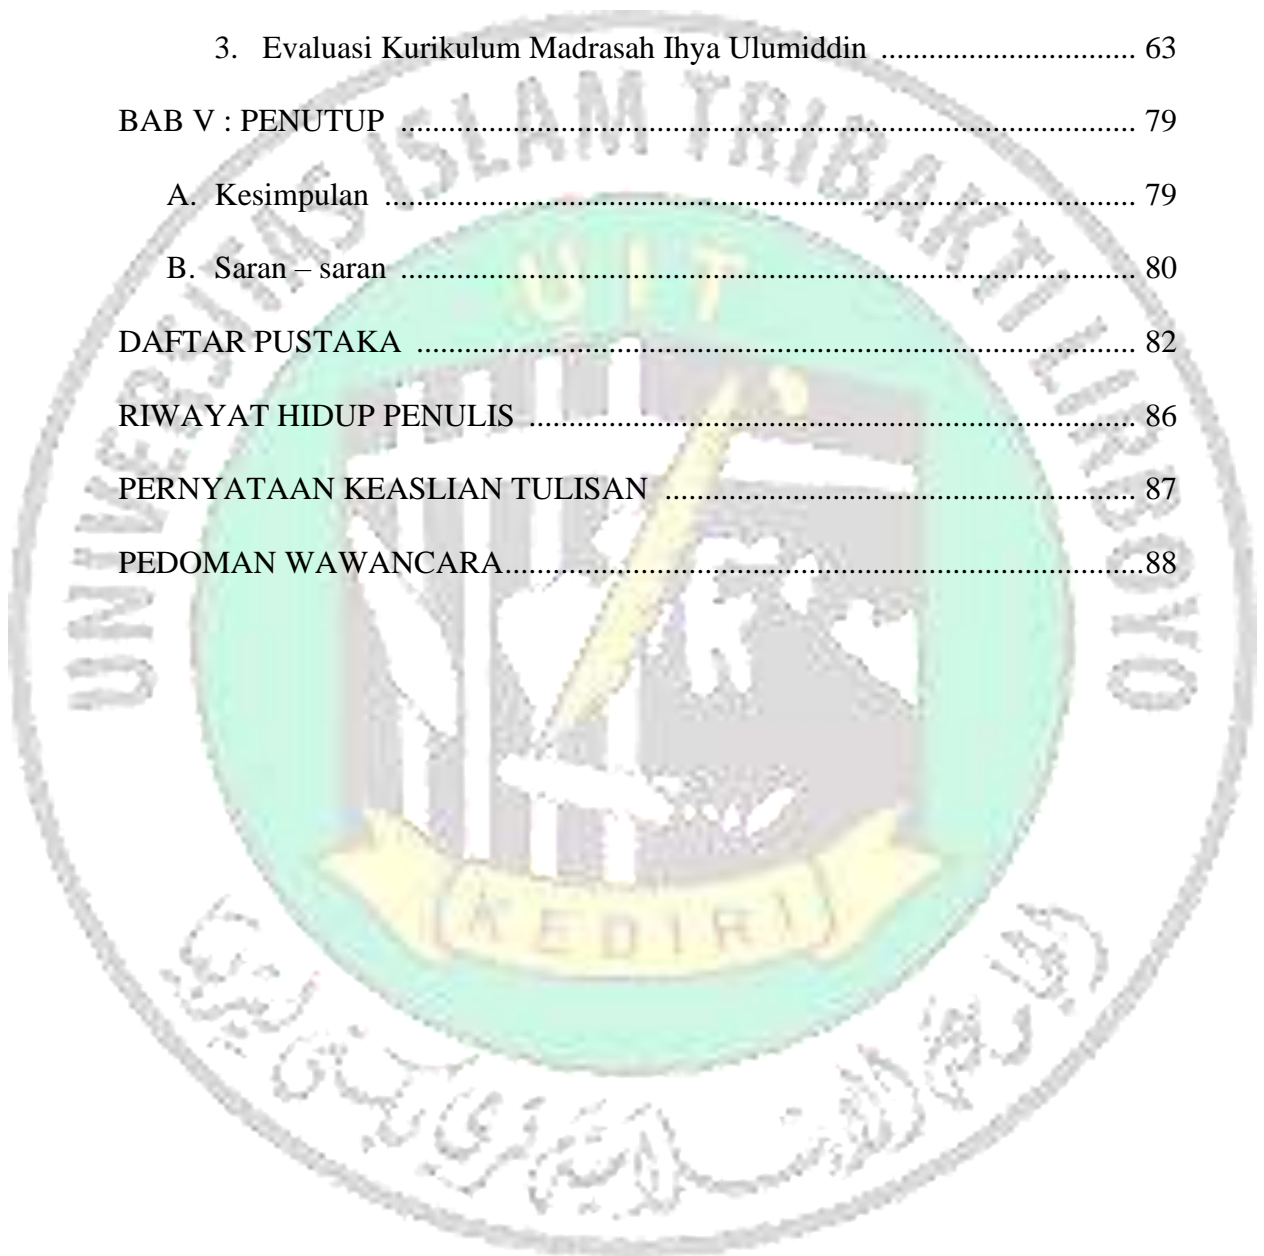 3. Evaluasi Kurikulum Madrasah Ihya Ulumiddin ................................ 63
BAB V : PENUTUP ............................................................................................ 79
A. Kesimpulan .............................................................................................. 79
B. Saran – saran ............................................................................................ 80
DAFTAR PUSTAKA .......................................................................................... 82
RIWAYAT HIDUP PENULIS ............................................................................ 86
PERNYATAAN KEASLIAN TULISAN ........................................................... 87
PEDOMAN WAWANCARA................................................................................88
UNIVERSITAS ISLAM TRIBAKTI LIRBOYO
UIT
KEDIRI